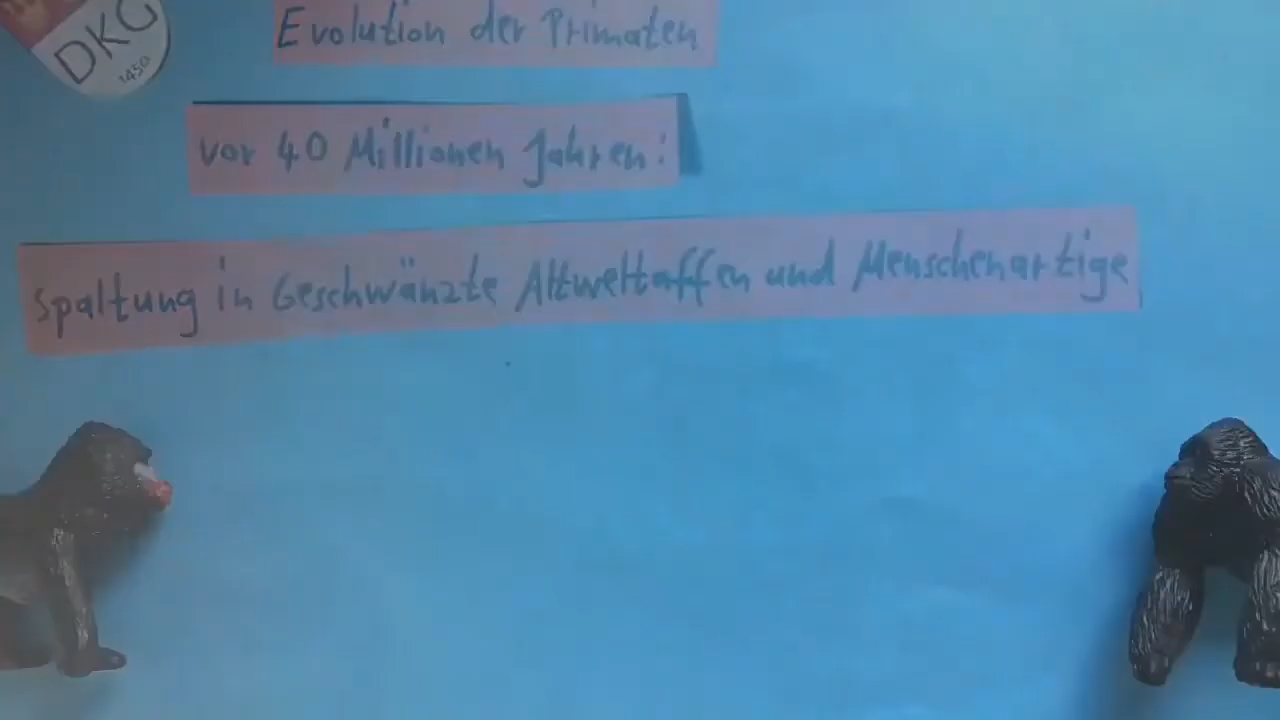 DKG
1450
Evolution der Primaten
vor 40 Millionen Jahren:
Spaltung in Geschwänzte Altweltaffen und Menschenartige